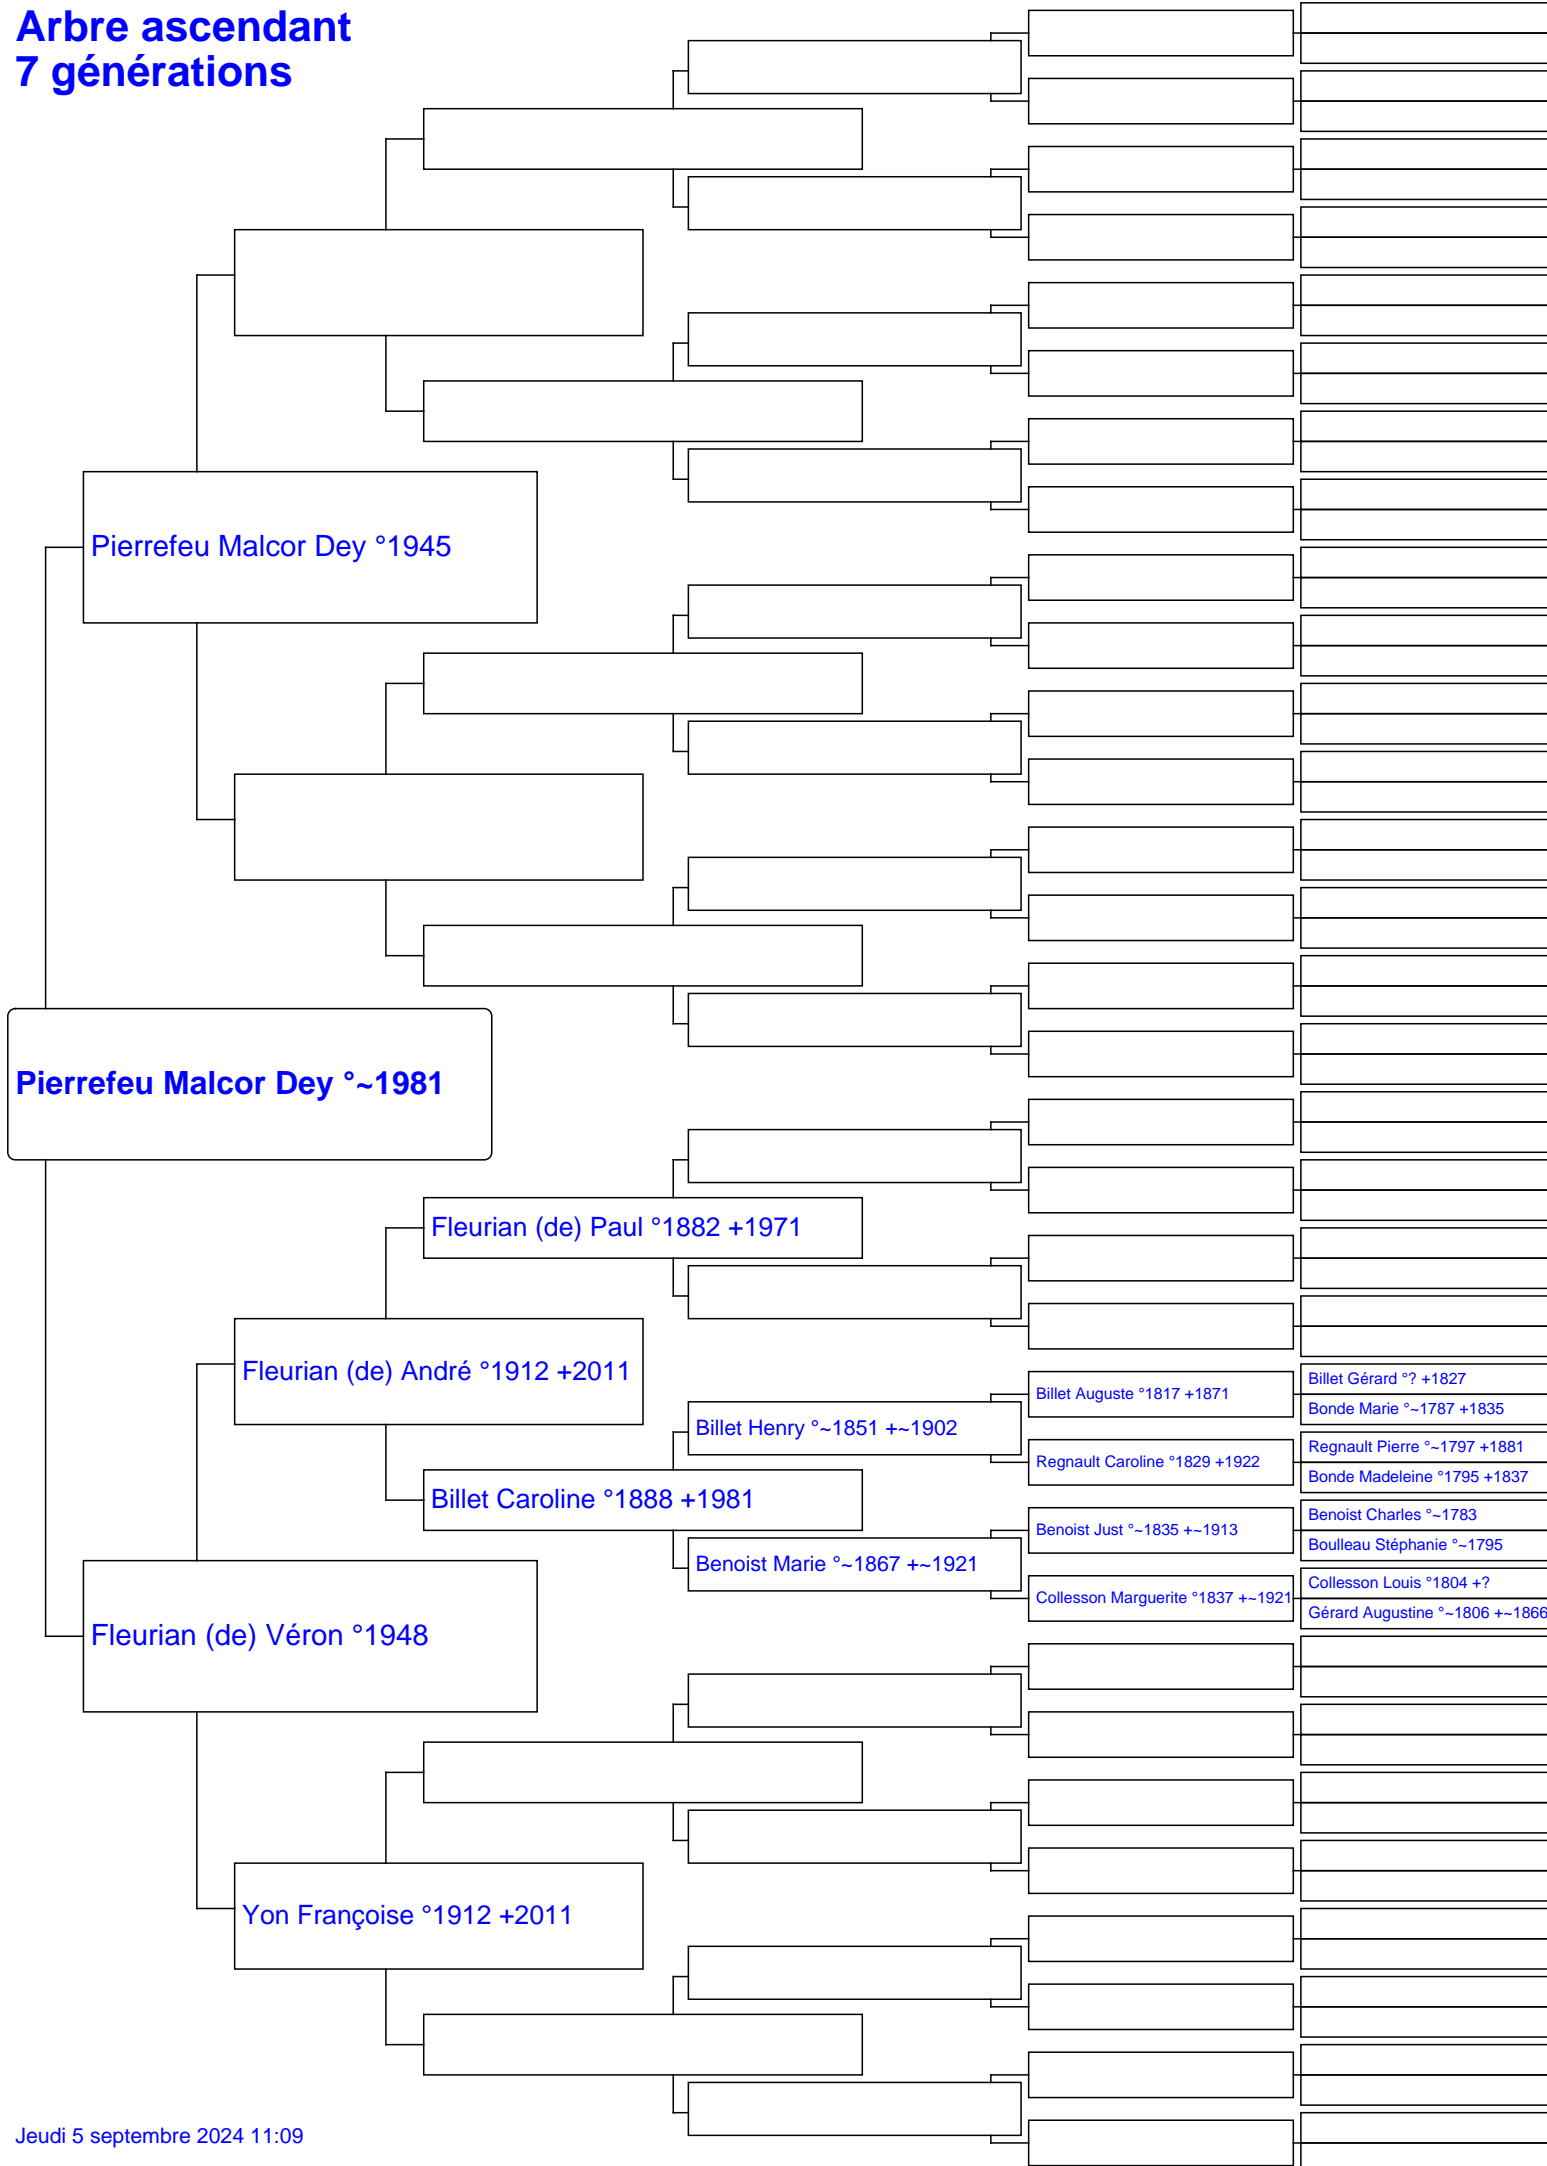 Arbre ascendant
7 générations
Pierrefeu Malcor Dey °1945
Pierrefeu Malcor Dey °~1981
Fleurian (de) Paul °1882 +1971
Fleurian (de) André °1912 +2011
Billet Gérard °? +1827
Billet Auguste °1817 +1871
Bonde Marie °~1787 +1835
Billet Henry °~1851 +~1902
Regnault Pierre °~1797 +1881
Regnault Caroline °1829 +1922
Bonde Madeleine °1795 +1837
Billet Caroline °1888 +1981
Benoist Charles °~1783
Benoist Just °~1835 +~1913
Boulleau Stéphanie °~1795
Benoist Marie °~1867 +~1921
Collesson Louis °1804 +?
Collesson Marguerite °1837 +~1921
Gérard Augustine °~1806 +~1866
Fleurian (de) Véron °1948
Yon Françoise °1912 +2011
Jeudi 5 septembre 2024 11:09